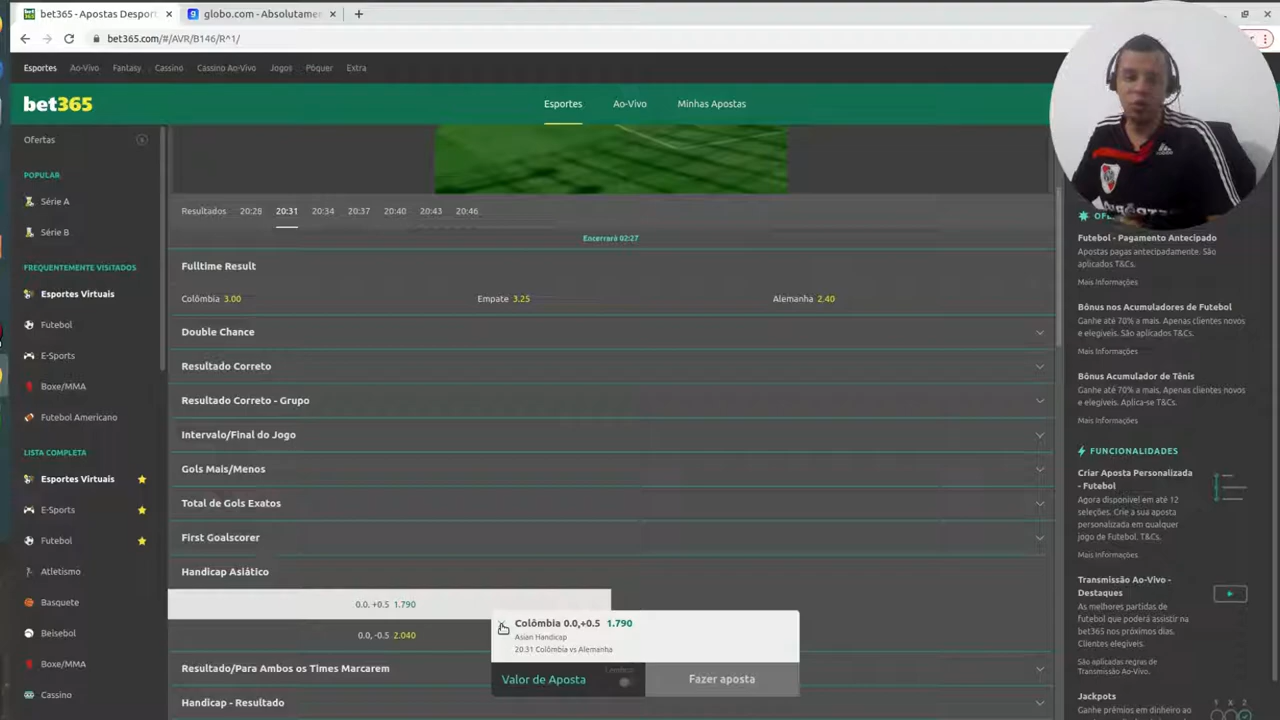 bet365 - Apostas Desport
globo.com - Absolutamen
bet365.com/#/AVR/B146/R^1/
Esportes Ao-Vivo Fantasy Cassino Cassino Ao-Vivo Jogos Pôquer Extra
bet365
Esportes Ao-Vivo Minhas Apostas
Ofertas
POPULAR
Série A
Série B
FREQUENTEMENTE VISITADOS
Esportes Virtuais
Futebol
E-Sports
Boxe/MMA
Futebol Americano
LISTA COMPLETA
Esportes Virtuais
E-Sports
Futebol
Atletismo
Basquete
Beisebol
Boxe/MMA
Cassino
Resultados 20:28 20:31 20:34 20:37 20:40 20:43 20:46
Encerrará 02:27
Fulltime Result
Colômbia 3.00 Empate 3.25 Alemanha 2.40
Double Chance
Resultado Correto
Resultado Correto - Grupo
Intervalo/Final do Jogo
Gols Mais/Menos
Total de Gols Exatos
First Goalscorer
Handicap Asiático
0.0, +0.5 1.790
0.0, -0.5 2.040
Resultado/Para Ambos os Times Marcarem
Handicap - Resultado
Colômbia 0.0,+0.5 1.790
Asian Handicap
20.31 Colômbia vs Alemanha
Valor de Aposta
Fazer aposta
Futebol - Pagamento Antecipado
Apostas pagas antecipadamente. São
aplicados T&Cs.
Mais Informações
Bônus nos Acumuladores de Futebol
Ganhe até 70% a mais. Apenas clientes novos
e elegíveis. São aplicados T&Cs.
Mais Informações
Bônus Acumulador de Tênis
Ganhe até 70% a mais. Apenas clientes novos
e elegíveis. Aplica-se T&Cs.
Mais Informações
FUNCIONALIDADES
Criar Aposta Personalizada
- Futebol
Agora disponível em até 12
seleções. Crie a sua aposta
personalizada em qualquer
jogo de Futebol. T&Cs.
Mais Informações
Transmissão Ao-Vivo -
Destaques
As melhores partidas de
futebol que poderá assistir na
bet365 nos próximos dias.
Clientes elegíveis.
São aplicadas regras de
Transmissão Ao-Vivo.
Jackpots
Ganhe prêmios em dinheiro ao